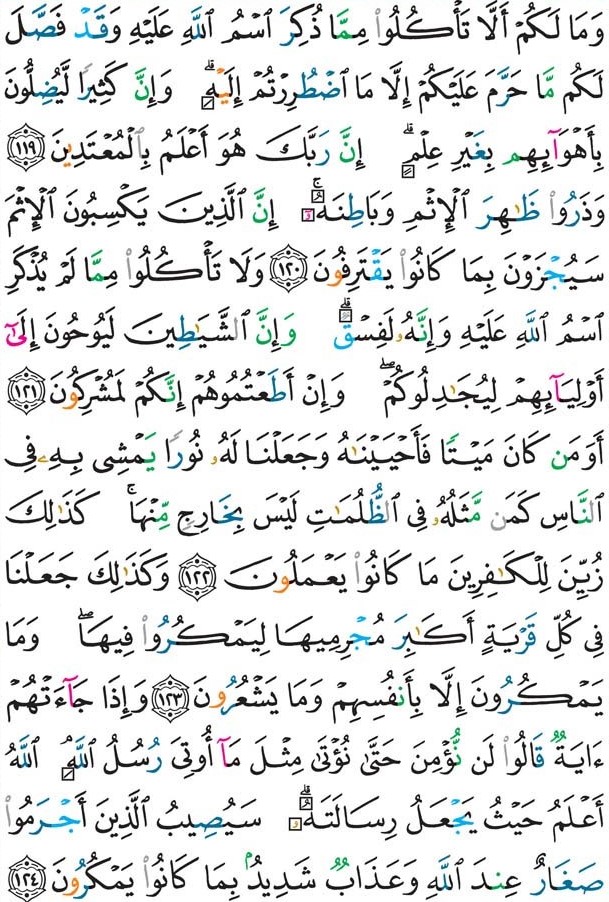 وَمَا لَكُمْ أَلَّا تَأْكُلُوا۟ مِمَّا ذُكِرَ ٱسْمُ ٱللَّهِ عَلَيْهِ وَقَدْ فَصَّلَ
لَكُم مَّا حَرَّمَ عَلَيْكُمْ إِلَّا مَا ٱضْطُرِرْتُمْ إِلَيْهِ ۗ وَإِنَّ كَثِيرًا لَّيُضِلُّونَ
بِأَهْوَآئِهِم بِغَيْرِ عِلْمٍ ۗ إِنَّ رَبَّكَ هُوَ أَعْلَمُ بِٱلْمُعْتَدِينَ ١١٩
وَذَرُوا۟ ظَٰهِرَ ٱلْإِثْمِ وَبَاطِنَهُۥٓ ۚ إِنَّ ٱلَّذِينَ يَكْسِبُونَ ٱلْإِثْمَ
سَيُجْزَوْنَ بِمَا كَانُوا۟ يَقْتَرِفُونَ ١٢٠ وَلَا تَأْكُلُوا۟ مِمَّا لَمْ يُذْكَرِ
ٱسْمُ ٱللَّهِ عَلَيْهِ وَإِنَّهُۥ لَفِسْقٌ ۗ وَإِنَّ ٱلشَّيَٰطِينَ لَيُوحُونَ إِلَىٰٓ
أَوْلِيَآئِهِمْ لِيُجَٰدِلُوكُمْ ۖ وَإِنْ أَطَعْتُمُوهُمْ إِنَّكُمْ لَمُشْرِكُونَ ١٢١
أَوَمَن كَانَ مَيْتًا فَأَحْيَيْنَٰهُ وَجَعَلْنَا لَهُۥ نُورًا يَمْشِى بِهِۦ فِى
ٱلنَّاسِ كَمَن مَّثَلُهُۥ فِى ٱلظُّلُمَٰتِ لَيْسَ بِخَارِجٍ مِّنْهَا ۚ كَذَٰلِكَ
زُيِّنَ لِلْكَٰفِرِينَ مَا كَانُوا۟ يَعْمَلُونَ ١٢٢ وَكَذَٰلِكَ جَعَلْنَا
فِى كُلِّ قَرْيَةٍ أَكَٰبِرَ مُجْرِمِيهَا لِيَمْكُرُوا۟ فِيهَا ۖ وَمَا
يَمْكُرُونَ إِلَّا بِأَنفُسِهِمْ وَمَا يَشْعُرُونَ ١٢٣ وَإِذَا جَآءَتْهُمْ
ءَايَةٌ قَالُوا۟ لَن نُّؤْمِنَ حَتَّىٰ نُؤْتَىٰ مِثْلَ مَآ أُوتِىَ رُسُلُ ٱللَّهِ ۘ ٱللَّهُ
أَعْلَمُ حَيْثُ يَجْعَلُ رِسَالَتَهُۥ ۗ سَيُصِيبُ ٱلَّذِينَ أَجْرَمُوا۟
صَغَارٌ عِندَ ٱللَّهِ وَعَذَابٌ شَدِيدٌۢ بِمَا كَانُوا۟ يَمْكُرُونَ ١٢٤